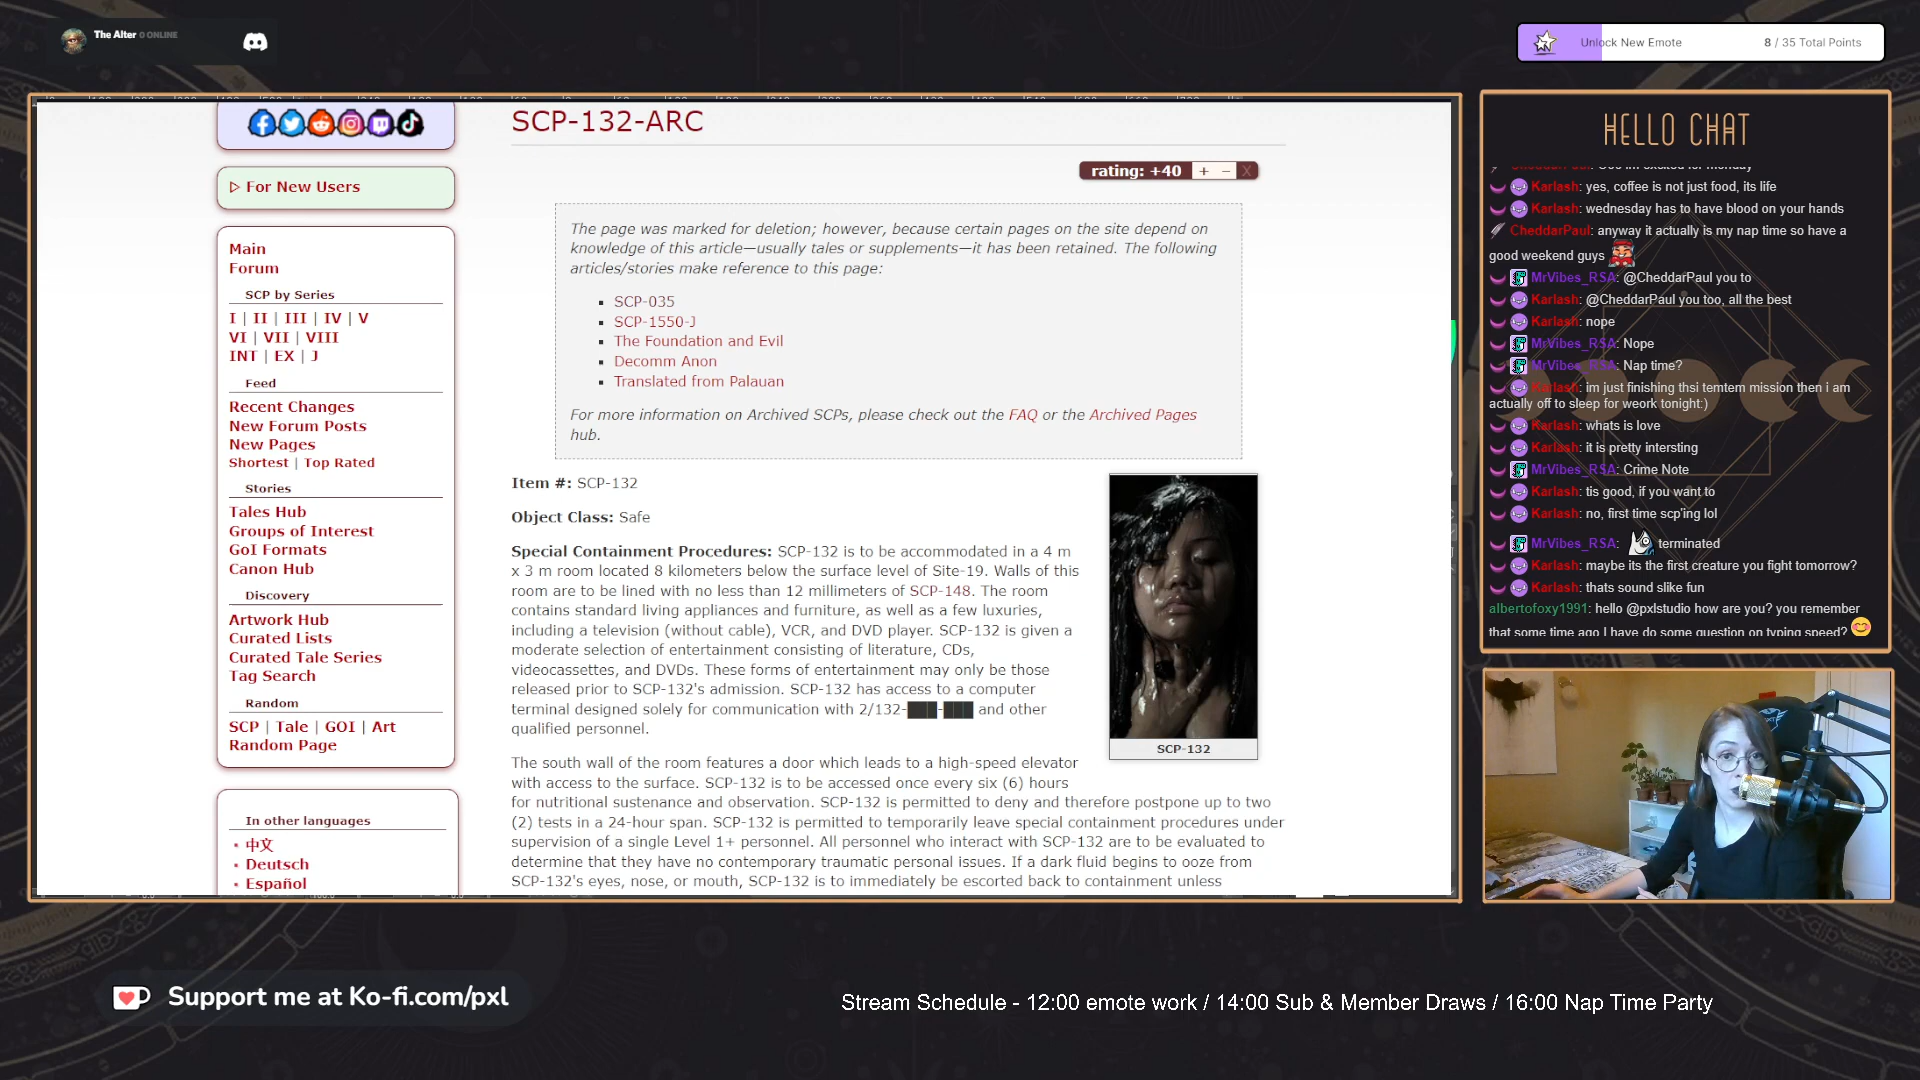 The Alter 0 ONLINE
Unlock New Emote
8 / 35 Total Points
SCP-132-ARC
rating: +40 + − X
▷ For New Users
Main
Forum
SCP by Series
I | II | III | IV | V
VI | VII | VIII
INT | EX | J
Feed
Recent Changes
New Forum Posts
New Pages
Shortest | Top Rated
Stories
Tales Hub
Groups of Interest
GoI Formats
Canon Hub
Discovery
Artwork Hub
Curated Lists
Curated Tale Series
Tag Search
Random
SCP | Tale | GOI | Art
Random Page
In other languages
中文
Deutsch
Español
The page was marked for deletion; however, because certain pages on the site depend on
knowledge of this article—usually tales or supplements—it has been retained. The following
articles/stories make reference to this page:
SCP-035
SCP-1550-J
The Foundation and Evil
Decomm Anon
Translated from Palauan
For more information on Archived SCPs, please check out the FAQ or the Archived Pages
hub.
Item #: SCP-132
Object Class: Safe
Special Containment Procedures: SCP-132 is to be accommodated in a 4 m
x 3 m room located 8 kilometers below the surface level of Site-19. Walls of this
room are to be lined with no less than 12 millimeters of SCP-148. The room
contains standard living appliances and furniture, as well as a few luxuries,
including a television (without cable), VCR, and DVD player. SCP-132 is given a
moderate selection of entertainment consisting of literature, CDs,
videocassettes, and DVDs. These forms of entertainment may only be those
released prior to SCP-132's admission. SCP-132 has access to a computer
terminal designed solely for communication with 2/132-███-███ and other
qualified personnel.
SCP-132
The south wall of the room features a door which leads to a high-speed elevator
with access to the surface. SCP-132 is to be accessed once every six (6) hours
for nutritional sustenance and observation. SCP-132 is permitted to deny and therefore postpone up to two
(2) tests in a 24-hour span. SCP-132 is permitted to temporarily leave special containment procedures under
supervision of a single Level 1+ personnel. All personnel who interact with SCP-132 are to be evaluated to
determine that they have no contemporary traumatic personal issues. If a dark fluid begins to ooze from
SCP-132's eyes, nose, or mouth, SCP-132 is to immediately be escorted back to containment unless
HELLO CHAT
Karlash: yes, coffee is not just food, its life
Karlash: wednesday has to have blood on your hands
CheddarPaul: anyway it actually is my nap time so have a
good weekend guys
MrVibes_RSA: @CheddarPaul you to
Karlash: @CheddarPaul you too, all the best
Karlash: nope
MrVibes_RSA: Nope
MrVibes_RSA: Nap time?
Karlash: im just finishing thsi temtem mission then i am
actually off to sleep for weork tonight:)
Karlash: whats is love
Karlash: it is pretty intersting
MrVibes_RSA: Crime Note
Karlash: tis good, if you want to
Karlash: no, first time scp'ing lol
MrVibes_RSA: terminated
Karlash: maybe its the first creature you fight tomorrow?
Karlash: thats sound slike fun
albertofoxy1991: hello @pxlstudio how are you? you remember
that some time ago I have do some question on typing speed?
Support me at Ko-fi.com/pxl
Stream Schedule - 12:00 emote work / 14:00 Sub & Member Draws / 16:00 Nap Time Party